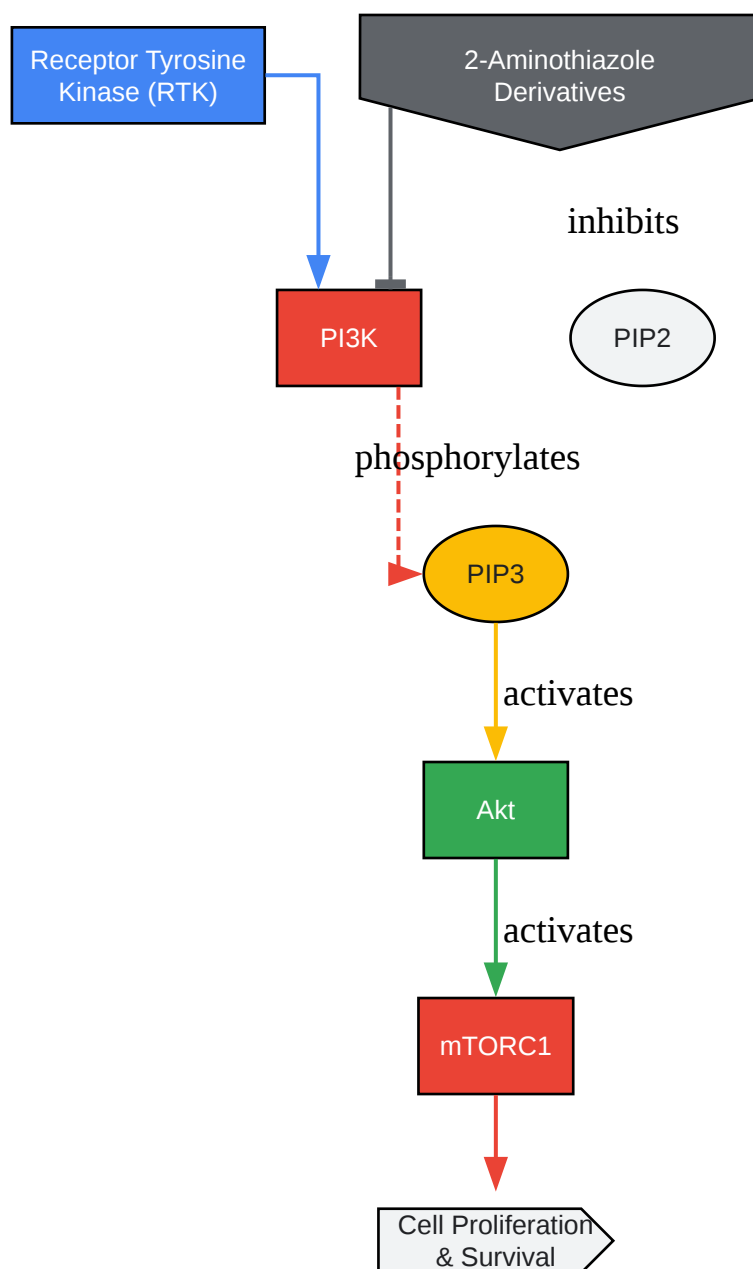 Receptor Tyrosine
Kinase (RTK)
2-Aminothiazole
Derivatives
inhibits
PI3K
PIP2
phosphorylates
PIP3
activates
Akt
activates
mTORC1
Cell Proliferation
& Survival